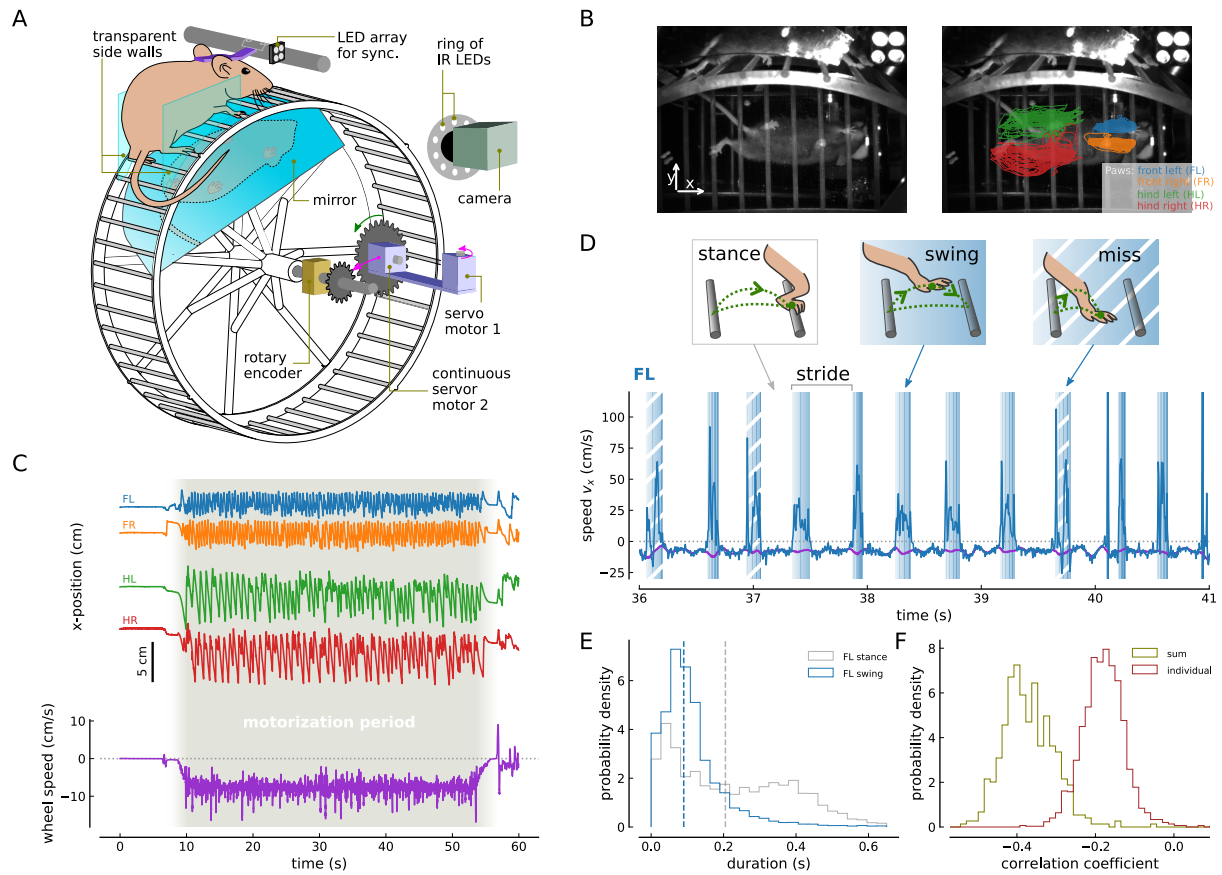 A
transparent
side walls
LED array
for sync.
ring of
IR LEDs
camera
mirror
servo
motor 1
rotary
encoder
continuous
servor
motor 2
B
y
x
Paws: front left (FL)
front right (FR)
hind left (HL)
hind right (HR)
C
x-position (cm)
FL
FR
HL
HR
5 cm
motorization period
wheel speed (cm/s)
0
−10
0
10
20
30
40
50
60
time (s)
D
stance
swing
miss
FL
stride
speed vₓ (cm/s)
100
75
50
25
0
−25
36
37
38
39
40
41
time (s)
E
FL stance
FL swing
probability density
6
4
2
0
0.0
0.2
0.4
0.6
duration (s)
F
sum
individual
probability density
8
6
4
2
0
−0.4
−0.2
0.0
correlation coefficient